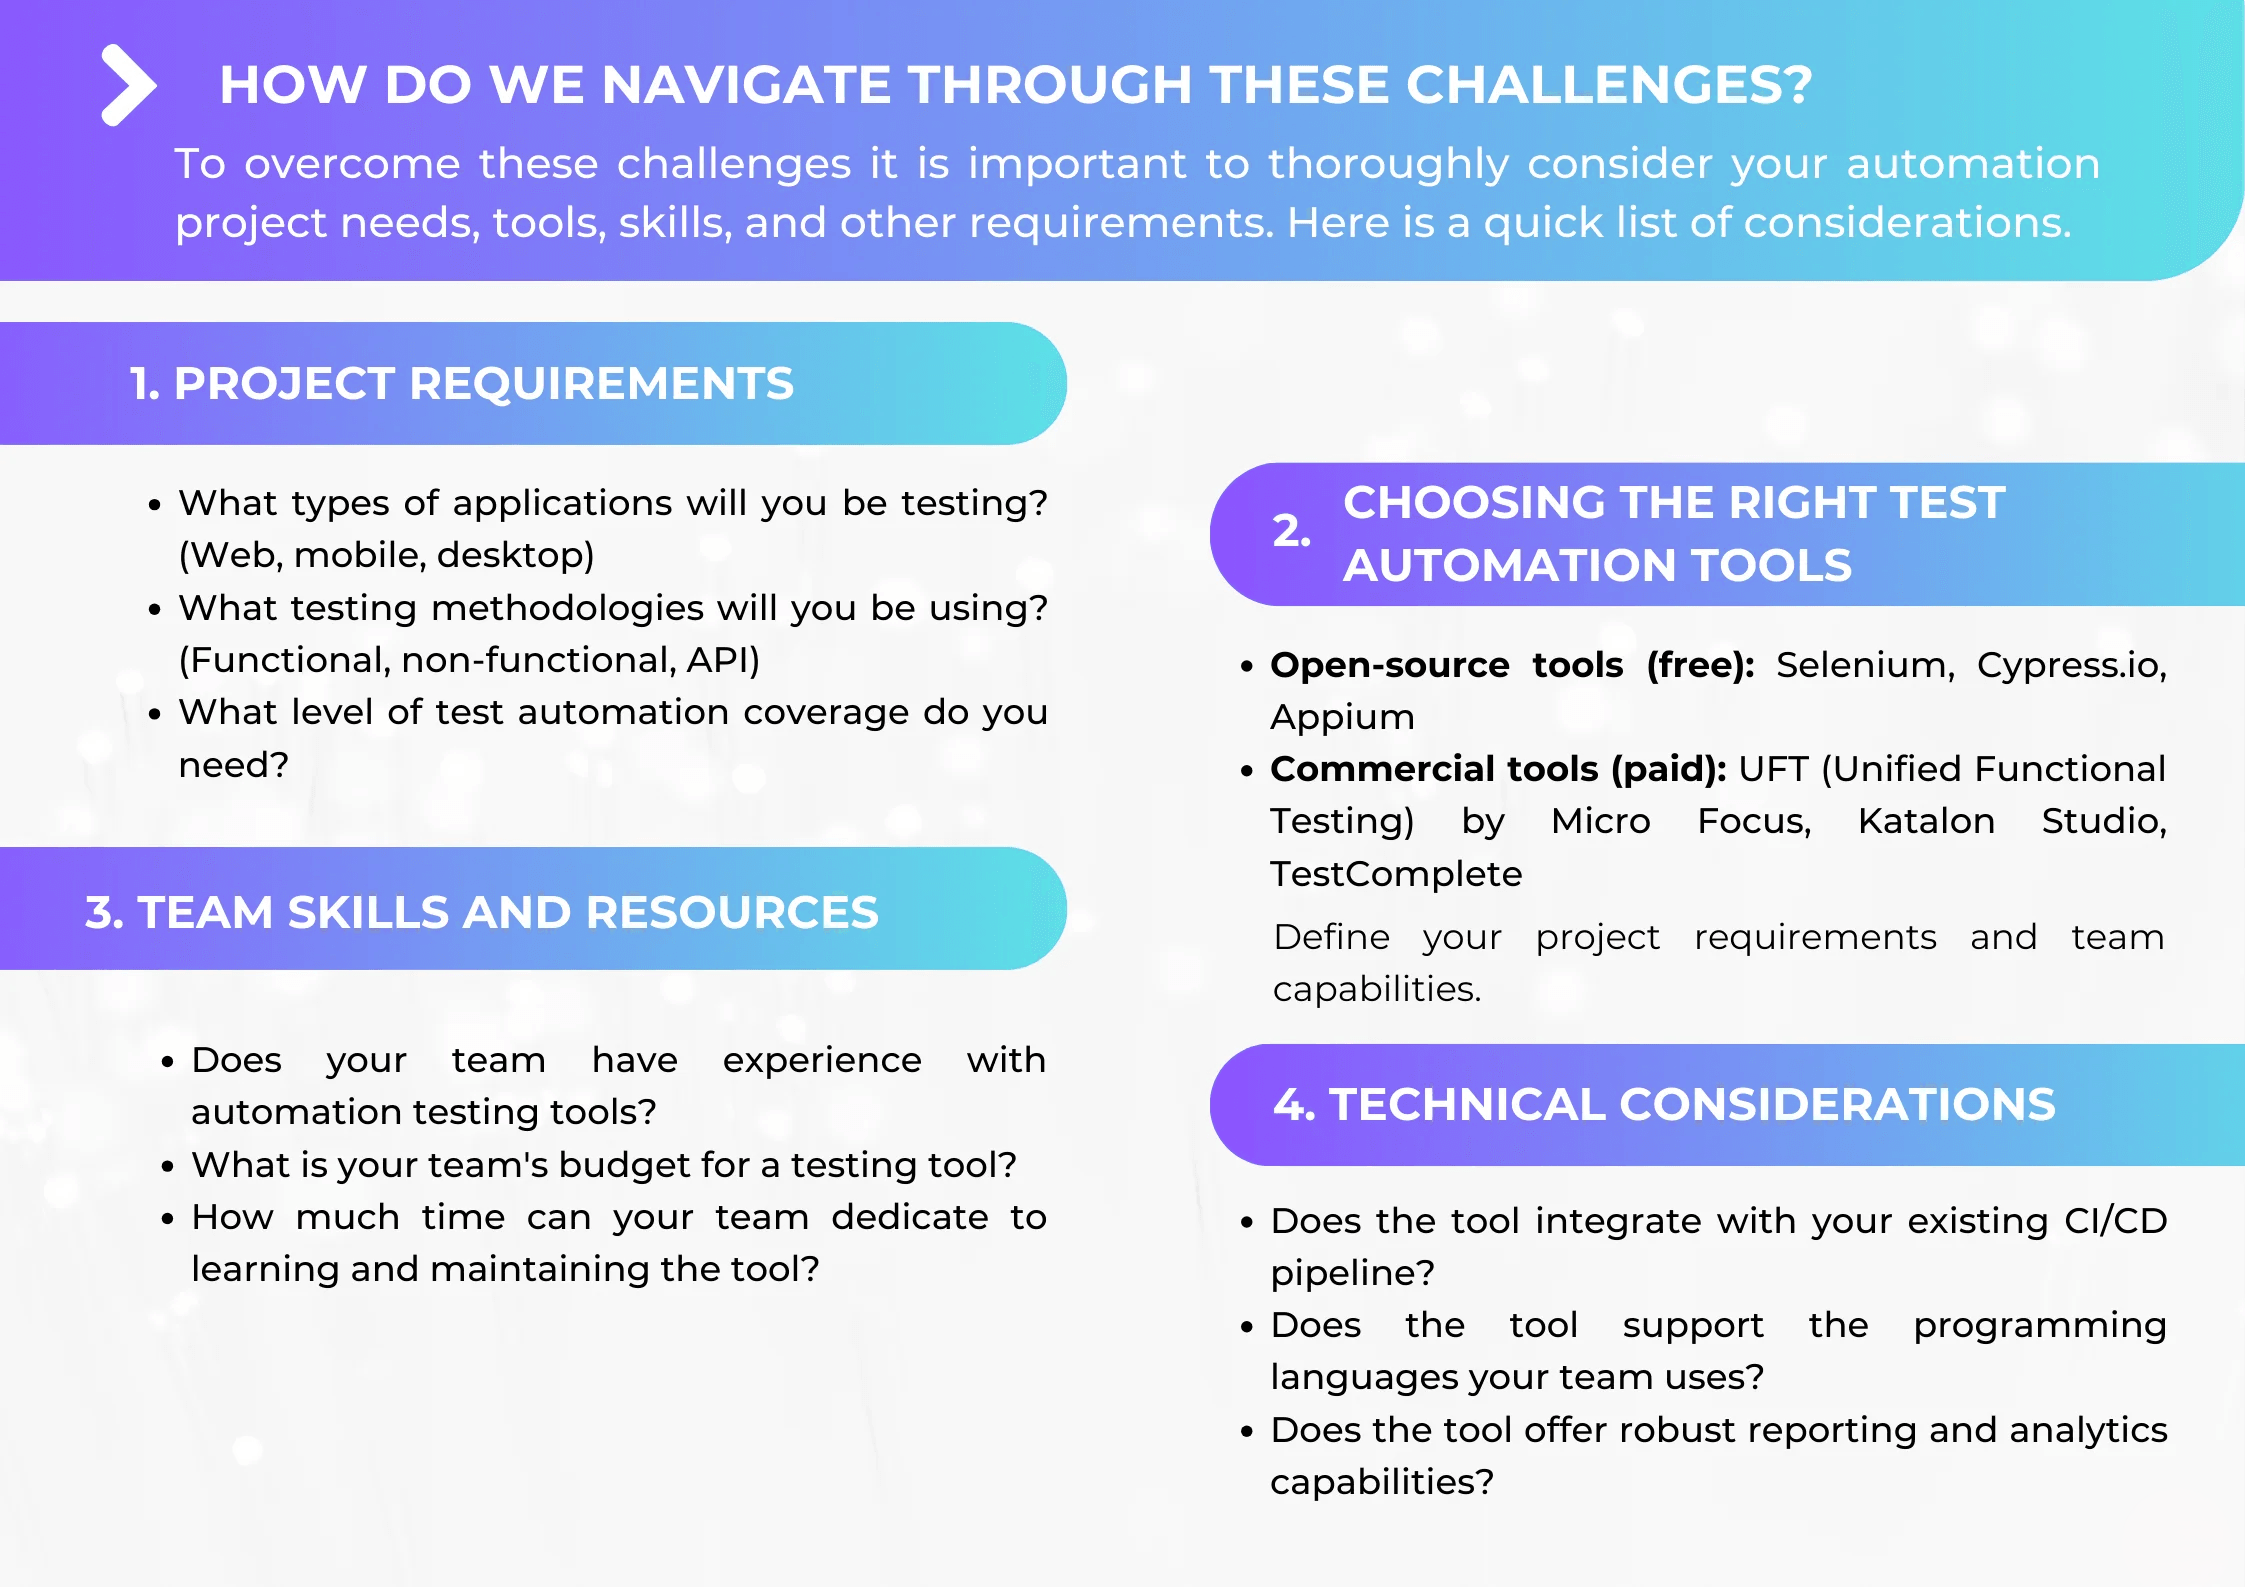 HOW DO WE NAVIGATE THROUGH THESE CHALLENGES?
To overcome these challenges it is important to thoroughly consider your automation
project needs, tools, skills, and other requirements. Here is a quick list of considerations.
1. PROJECT REQUIREMENTS
• What types of applications will you be testing?
(Web, mobile, desktop)
• What testing methodologies will you be using?
(Functional, non-functional, API)
• What level of test automation coverage do you
need?
2. CHOOSING THE RIGHT TEST
AUTOMATION TOOLS
• Open-source tools (free): Selenium, Cypress.io,
Appium
• Commercial tools (paid): UFT (Unified Functional
Testing) by Micro Focus, Katalon Studio,
TestComplete
Define your project requirements and team
capabilities.
3. TEAM SKILLS AND RESOURCES
• Does your team have experience with
automation testing tools?
• What is your team's budget for a testing tool?
• How much time can your team dedicate to
learning and maintaining the tool?
4. TECHNICAL CONSIDERATIONS
• Does the tool integrate with your existing CI/CD
pipeline?
• Does the tool support the programming
languages your team uses?
• Does the tool offer robust reporting and analytics
capabilities?